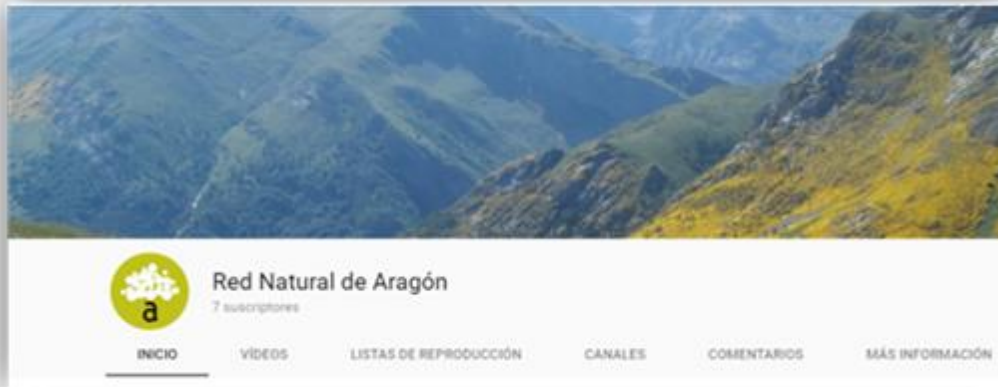 a
Red Natural de Aragón
7 suscriptores
INICIO VÍDEOS LISTAS DE REPRODUCCIÓN CANALES COMENTARIOS MÁS INFORMACIÓN